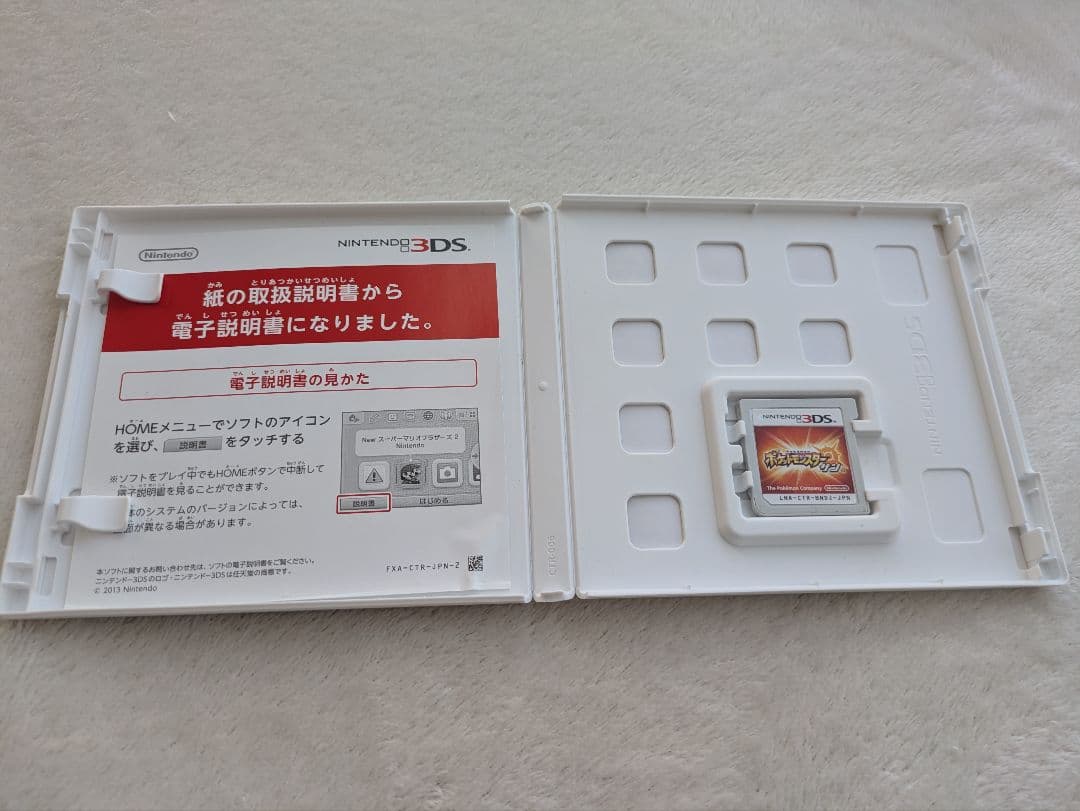 Nintendo
NINTENDO 3DS
紙の取扱説明書から
電子説明書になりました。
電子説明書の見かた
HOMEメニューでソフトのアイコン
を選び、 説明書 をタッチする
※ソフトをプレイ中でもHOMEボタンで中断して
電子説明書を見ることができます。
本のシステムのバージョンによっては、
面が異なる場合があります。
New スーパーマリオブラザーズ 2
Nintendo
説明書
はじめる
本ソフトに関するお問い合わせ先は、ソフトの電子説明書をご覧ください。
ニンテンドー3DSのロゴ・ニンテンドー3DSは任天堂の商標です。
© 2013 Nintendo
FXA-CTR-JPN-2
CTR-006
NINTENDO 3DS
NINTENDO 3DS
ポケットモンスター
サン
The Pokémon Company
Nintendo
LNA-CTR-BNDJ-JPN